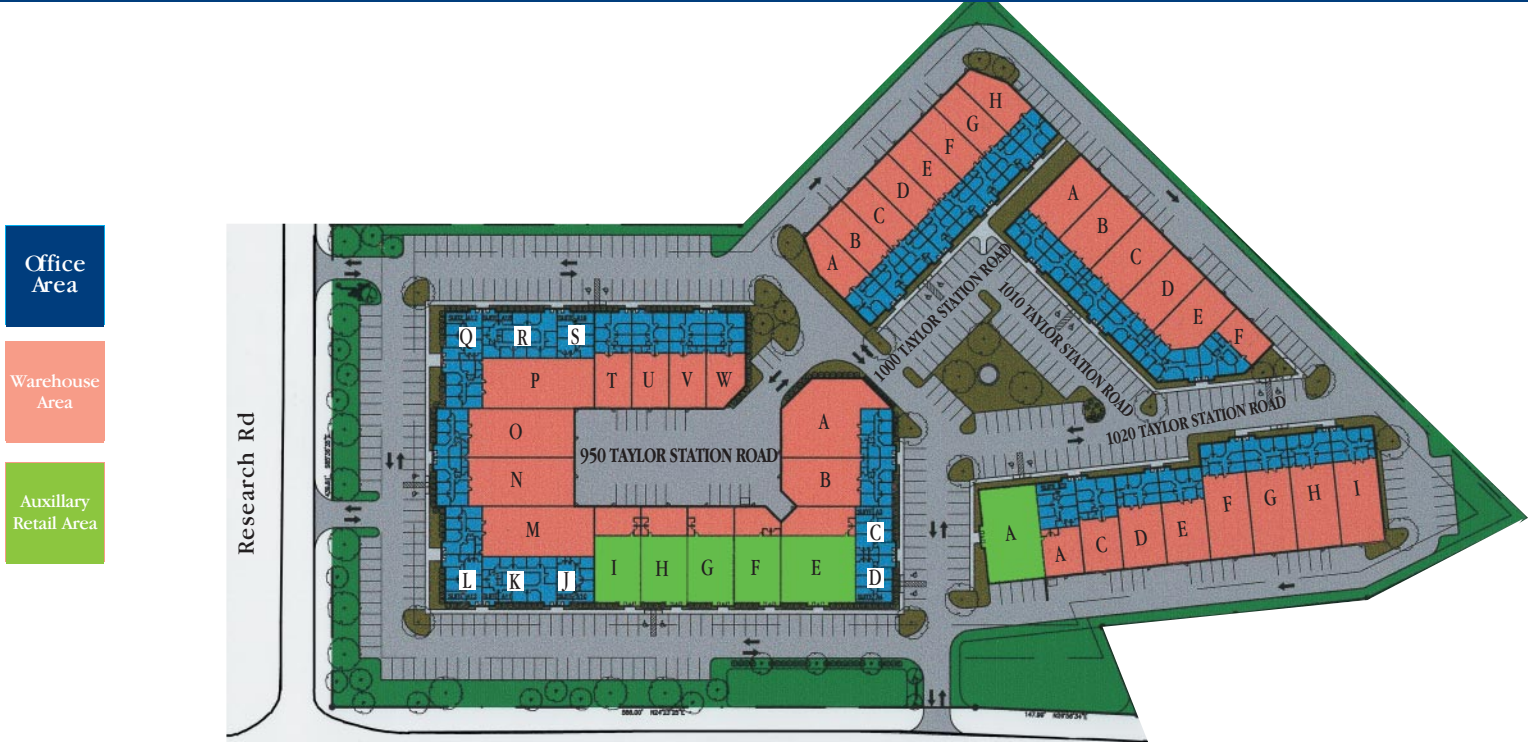 Office
Area
Warehouse
Area
Auxillary
Retail Area
Research Rd
H
G
F
E
D
C
B
A
1000 TAYLOR STATION ROAD
A
B
C
D
E
F
1010 TAYLOR STATION ROAD
Q
R
S
P
T
U
V
W
O
N
M
950 TAYLOR STATION ROAD
A
B
C
D
L
K
J
I
H
G
F
E
1020 TAYLOR STATION ROAD
A
A
C
D
E
F
G
H
I